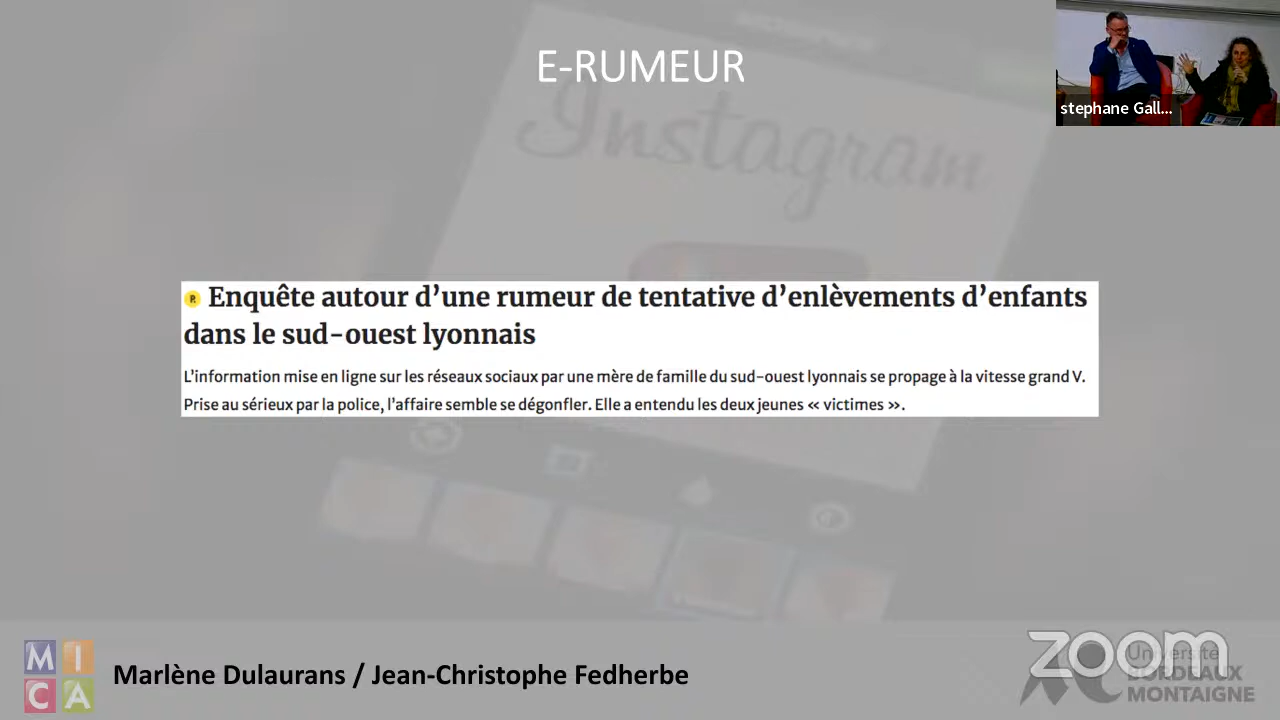 E-RUMEUR
stephane Gall...
Instagram
Enquête autour d’une rumeur de tentative d’enlèvements d’enfants
dans le sud-ouest lyonnais
L’information mise en ligne sur les réseaux sociaux par une mère de famille du sud-ouest lyonnais se propage à la vitesse grand V.
Prise au sérieux par la police, l’affaire semble se dégonfler. Elle a entendu les deux jeunes « victimes ».
MICA
Marlène Dulaurans / Jean-Christophe Fedherbe
zoom
Université
BORDEAUX
MONTAIGNE